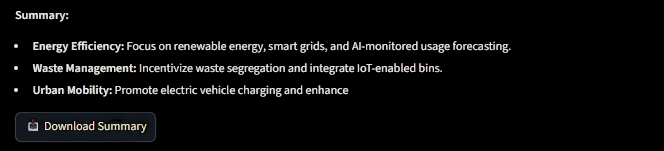 Summary:
• Energy Efficiency: Focus on renewable energy, smart grids, and AI-monitored usage forecasting.
• Waste Management: Incentivize waste segregation and integrate IoT-enabled bins.
• Urban Mobility: Promote electric vehicle charging and enhance
Download Summary